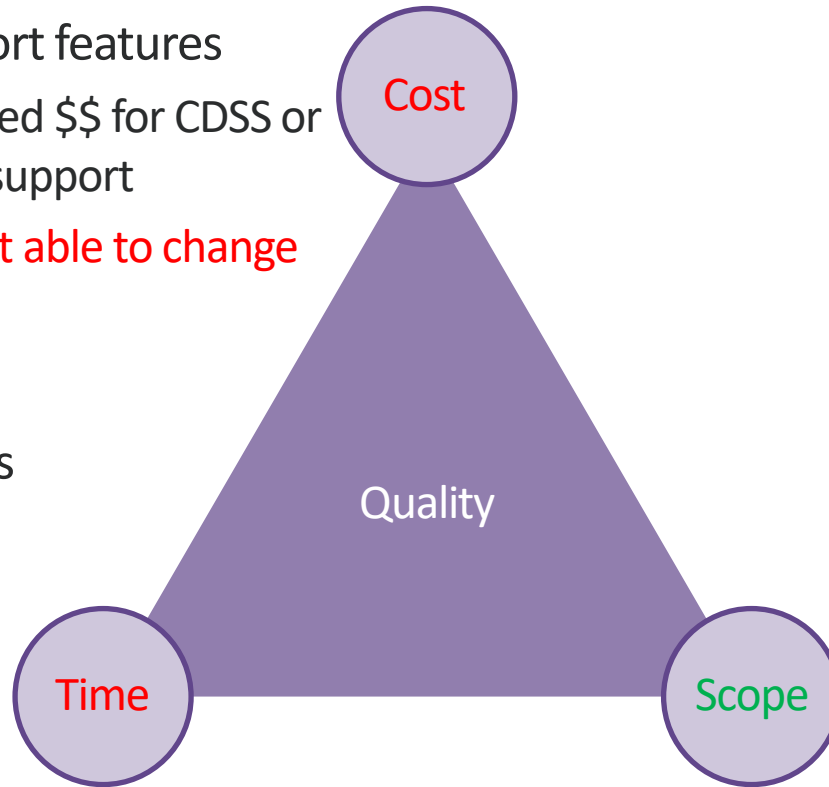 ort features
ed $$ for CDSS or
support
t able to change
s
Cost
Quality
Time
Scope